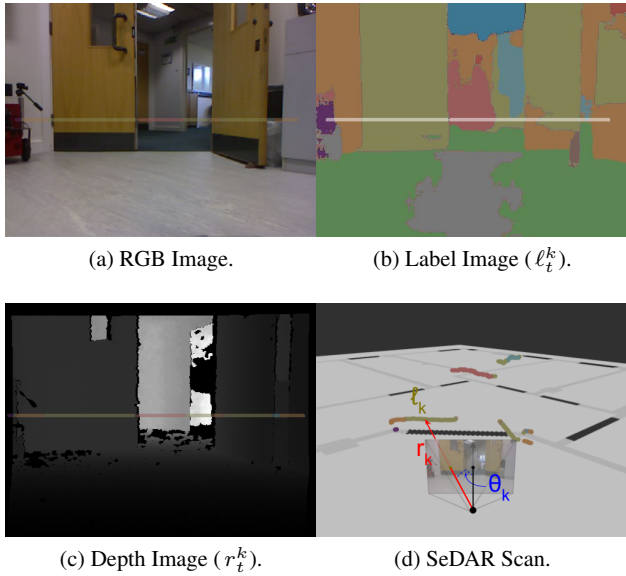 (a) RGB Image.
(b) Label Image (ℓ_t^k).
(c) Depth Image (r_t^k).
ℓ_k
r_k
θ_k
(d) SeDAR Scan.